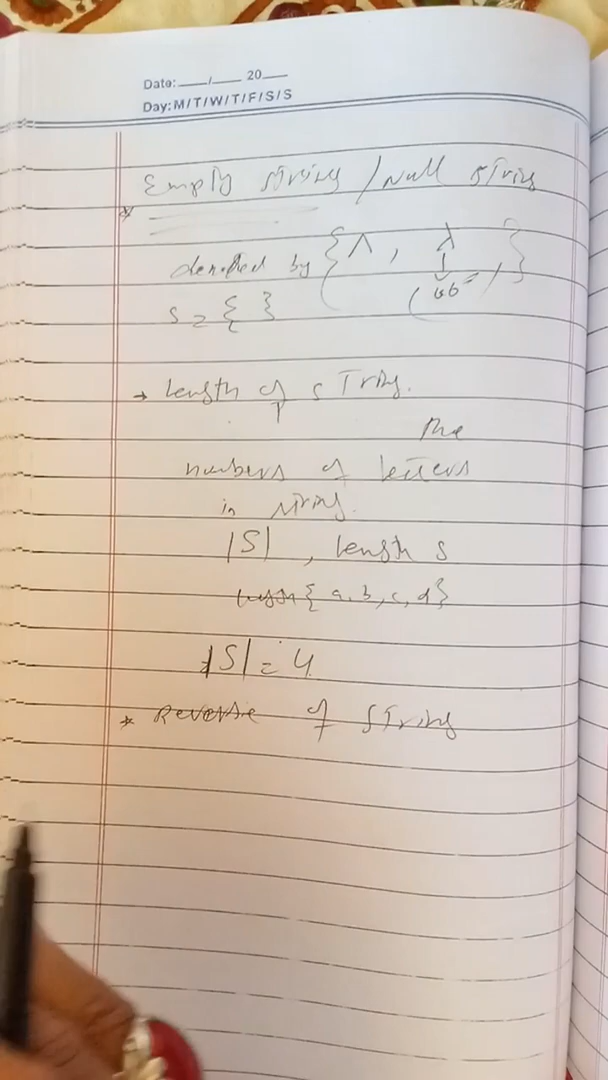 Date: ___/___ 20___
Day: M/T/W/T/F/S/S
* Empty string / Null string
denoted by { Λ , λ , }
S = { }
→ length of string.
The
numbers of letters
in string.
|S| , length S
{ a, b, c, d }
|S| = 4
* Reverse of string